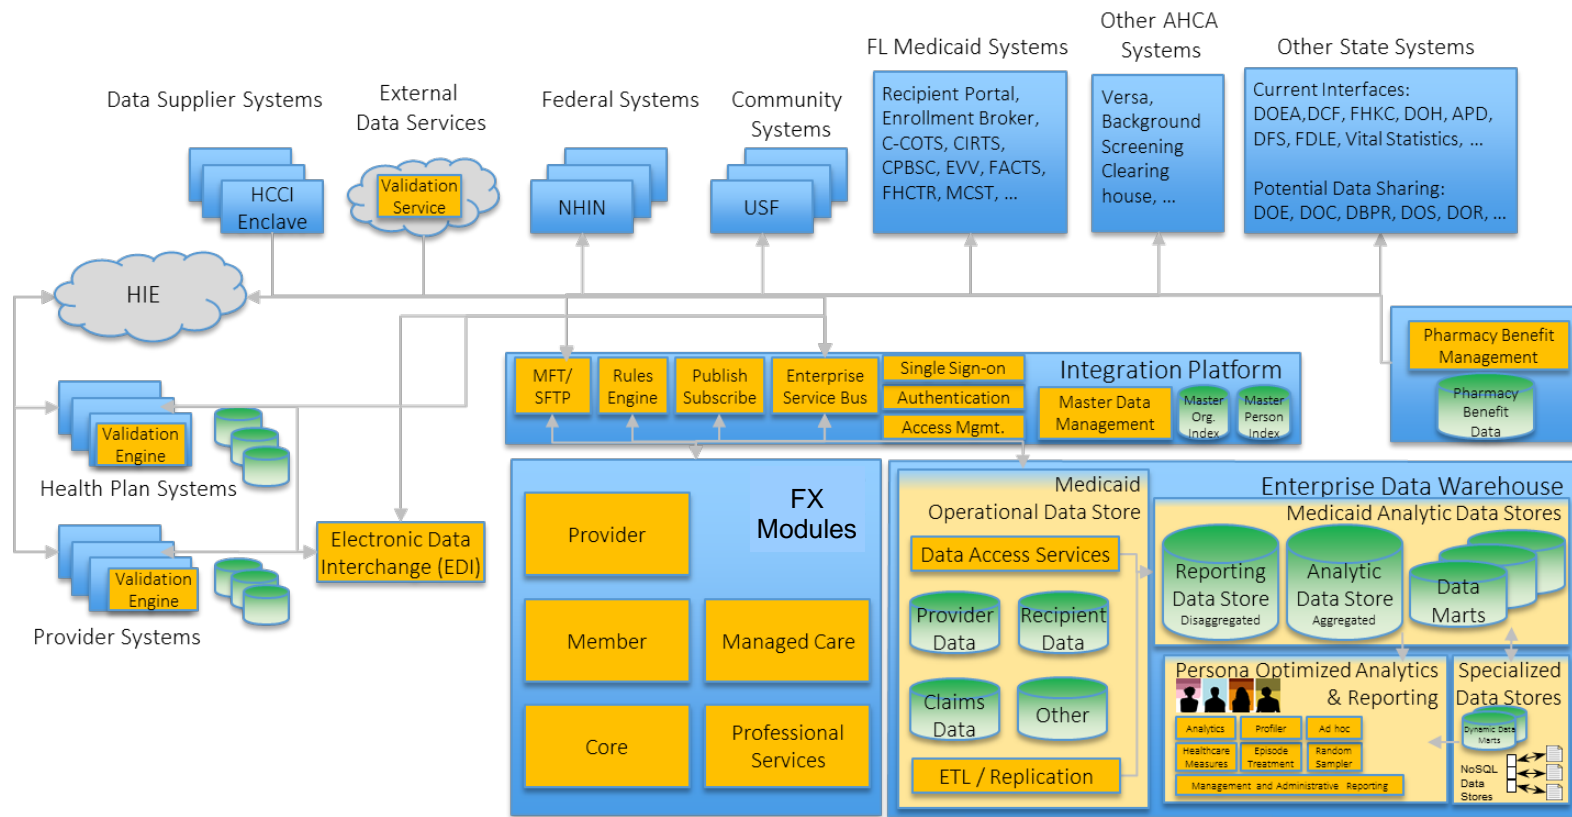 Data Supplier Systems
HCCI
Enclave
External
Data Services
Validation
Service
Federal Systems
NHIN
Community
Systems
USF
FL Medicaid Systems
Recipient Portal,
Enrollment Broker,
C-COTS, CIRTS,
CPBSC, EVV, FACTS,
FHCTR, MCST, ...
Other AHCA
Systems
Versa,
Background
Screening
Clearing
house, ...
Other State Systems
Current Interfaces:
DOEA,DCF, FHKC, DOH, APD,
DFS, FDLE, Vital Statistics, ...
Potential Data Sharing:
DOE, DOC, DBPR, DOS, DOR, ...
HIE
Validation
Engine
Health Plan Systems
Validation
Engine
Provider Systems
Electronic Data
Interchange (EDI)
MFT/
SFTP
Rules
Engine
Publish
Subscribe
Enterprise
Service Bus
Single Sign-on
Authentication
Access Mgmt.
Integration Platform
Master Data
Management
Master
Org.
Index
Master
Person
Index
Pharmacy Benefit
Management
Pharmacy
Benefit
Data
FX
Modules
Provider
Member
Managed Care
Core
Professional
Services
Enterprise Data Warehouse
Medicaid
Operational Data Store
Data Access Services
Provider
Data
Recipient
Data
Claims
Data
Other
ETL / Replication
Medicaid Analytic Data Stores
Reporting
Data Store
Disaggregated
Analytic
Data Store
Aggregated
Data
Marts
Persona Optimized Analytics
& Reporting
Analytics
Profiler
Ad hoc
Healthcare
Measures
Episode
Treatment
Random
Sampler
Management and Administrative Reporting
Specialized
Data Stores
Dynamic Data
Marts
NoSQL
Data
Stores